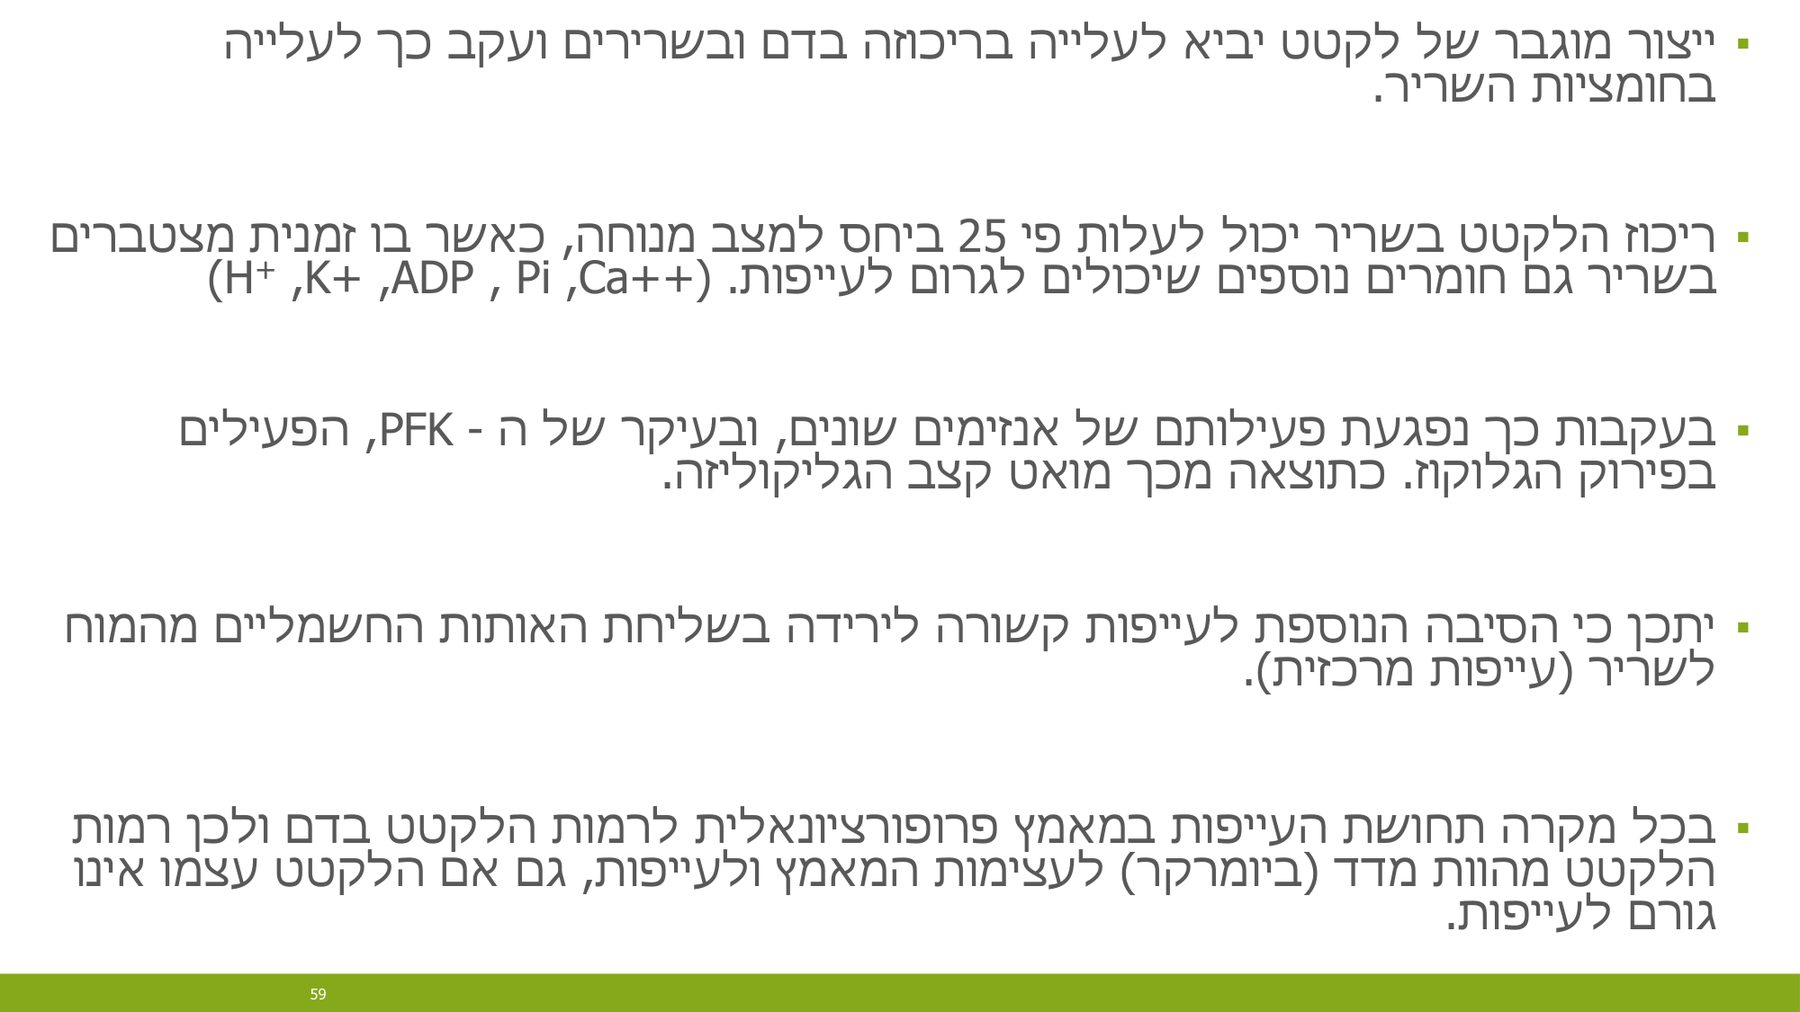 ▪ ייצור מוגבר של לקטט יביא לעלייה בריכוזה בדם ובשרירים ועקב כך לעלייה
בחומציות השריר.
▪ ריכוז הלקטט בשריר יכול לעלות פי 25 ביחס למצב מנוחה, כאשר בו זמנית מצטברים
בשריר גם חומרים נוספים שיכולים לגרום לעייפות. (Ca++, Pi , ADP, K+, H⁺)
▪ בעקבות כך נפגעת פעילותם של אנזימים שונים, ובעיקר של ה - PFK, הפעילים
בפירוק הגלוקוז. כתוצאה מכך מואט קצב הגליקוליזה.
▪ יתכן כי הסיבה הנוספת לעייפות קשורה לירידה בשליחת האותות החשמליים מהמוח
לשריר (עייפות מרכזית).
▪ בכל מקרה תחושת העייפות במאמץ פרופורציונאלית לרמות הלקטט בדם ולכן רמות
הלקטט מהוות מדד (ביומרקר) לעצימות המאמץ ולעייפות, גם אם הלקטט עצמו אינו
גורם לעייפות.
59